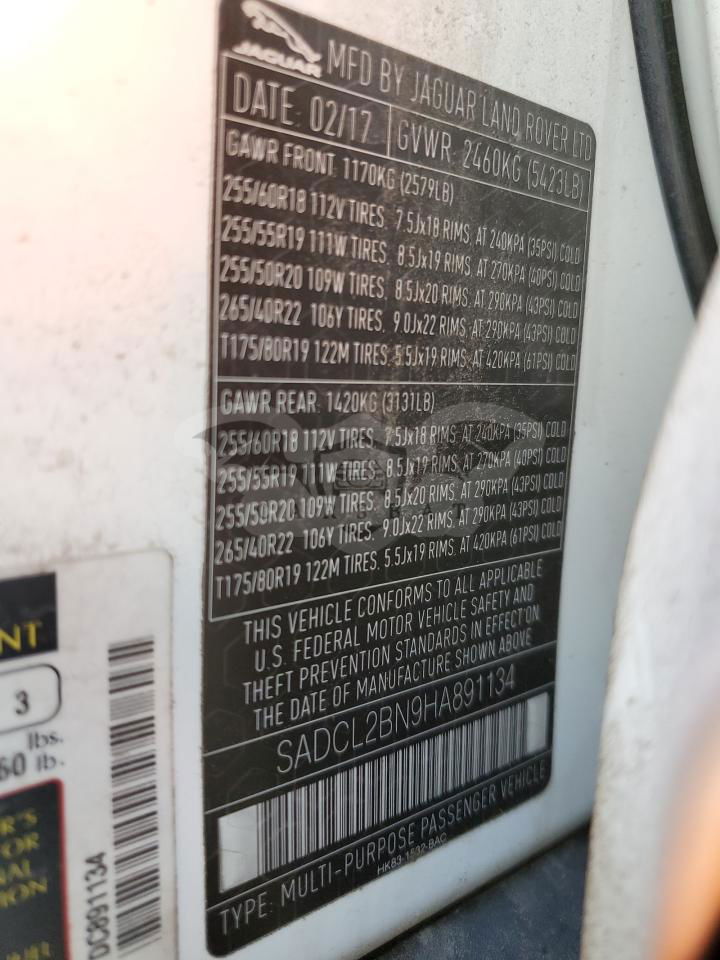 JAGUAR
MFD BY JAGUAR LAND ROVER LTD
DATE: 02/17 GVWR: 2460KG (5423LB)
GAWR FRONT: 1170KG (2579LB)
255/60R18 112V TIRES, 7.5Jx18 RIMS, AT 240KPA (35PSI) COLD
255/55R19 111W TIRES, 8.5Jx19 RIMS, AT 270KPA (40PSI) COLD
255/50R20 109W TIRES, 8.5Jx20 RIMS, AT 290KPA (43PSI) COLD
265/40R22 106Y TIRES, 9.0Jx22 RIMS, AT 290KPA (43PSI) COLD
T175/80R19 122M TIRES, 5.5Jx19 RIMS, AT 420KPA (61PSI) COLD
GAWR REAR: 1420KG (3131LB)
255/60R18 112V TIRES, 7.5Jx18 RIMS, AT 240KPA (35PSI) COLD
255/55R19 111W TIRES, 8.5Jx19 RIMS, AT 270KPA (40PSI) COLD
255/50R20 109W TIRES, 8.5Jx20 RIMS, AT 290KPA (43PSI) COLD
265/40R22 106Y TIRES, 9.0Jx22 RIMS, AT 290KPA (43PSI) COLD
T175/80R19 122M TIRES, 5.5Jx19 RIMS, AT 420KPA (61PSI) COLD
THIS VEHICLE CONFORMS TO ALL APPLICABLE
U.S. FEDERAL MOTOR VEHICLE SAFETY AND
THEFT PREVENTION STANDARDS IN EFFECT ON
THE DATE OF MANUFACTURE SHOWN ABOVE
SADCL2BN9HA891134
TYPE: MULTI-PURPOSE PASSENGER VEHICLE
HK83-1532-BAC
NT
3
lbs.
60 lb.
R'S
OR
NAL
ION
DC891134